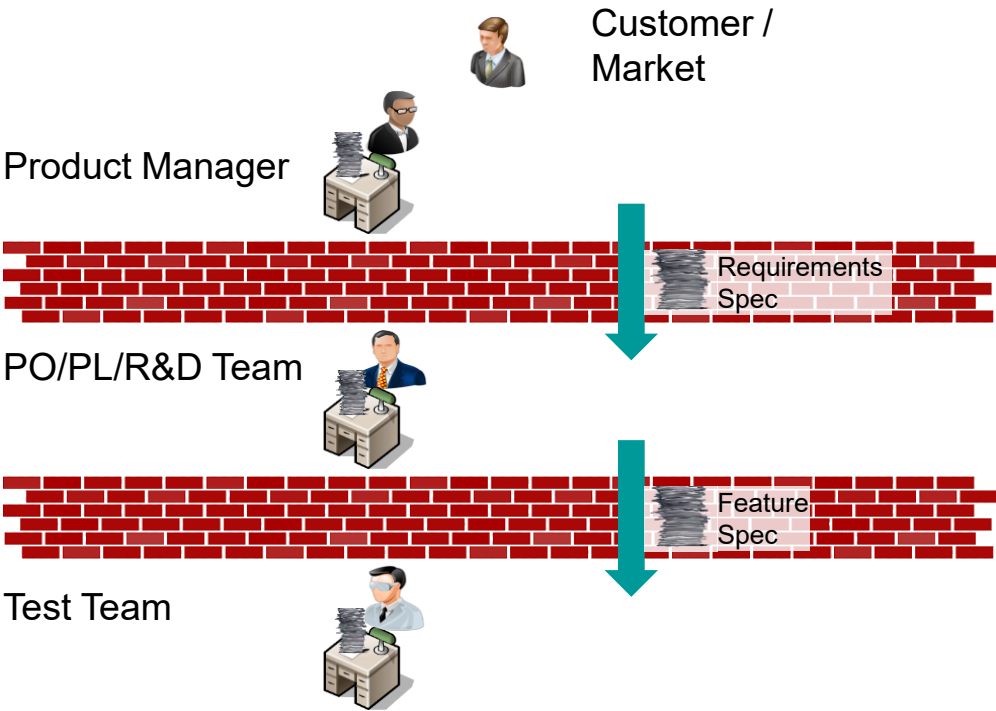 Customer /
Market
Product Manager
Requirements
Spec
PO/PL/R&D Team
Feature
Spec
Test Team